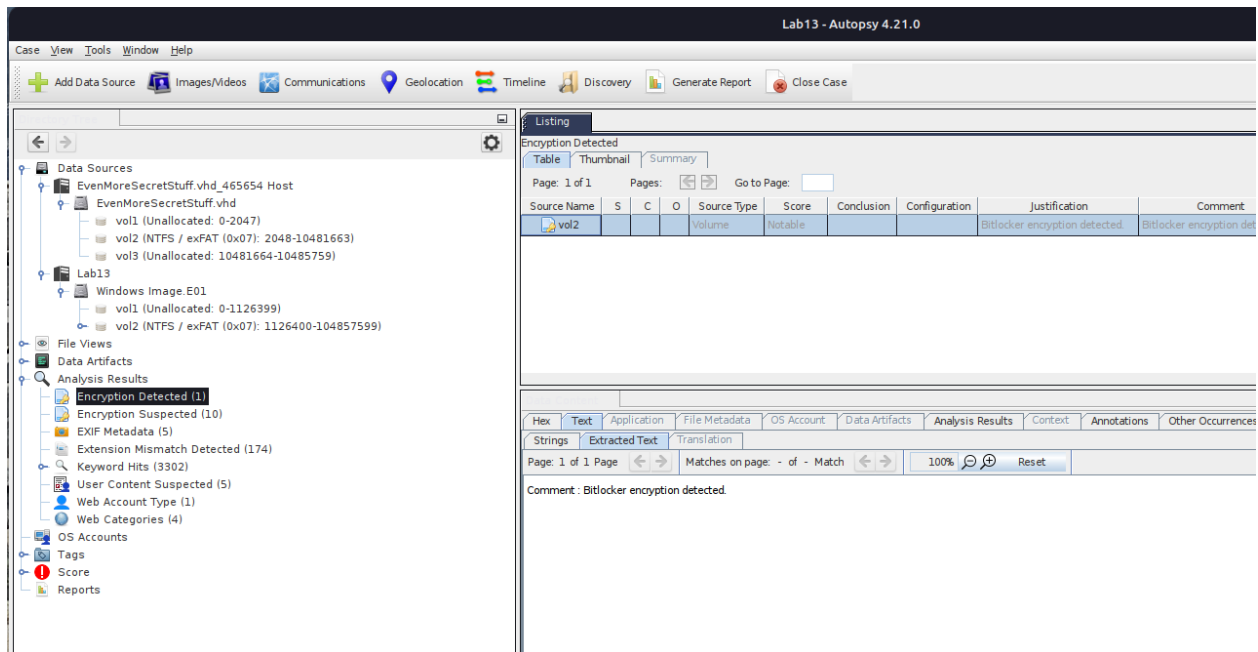 Lab13 - Autopsy 4.21.0
Case View Tools Window Help
Add Data Source Images/Videos Communications Geolocation Timeline Discovery Generate Report Close Case
Data Sources
EvenMoreSecretStuff.vhd_465654 Host
EvenMoreSecretStuff.vhd
vol1 (Unallocated: 0-2047)
vol2 (NTFS / exFAT (0x07): 2048-10481663)
vol3 (Unallocated: 10481664-10485759)
Lab13
Windows Image.E01
vol1 (Unallocated: 0-1126399)
vol2 (NTFS / exFAT (0x07): 1126400-104857599)
File Views
Data Artifacts
Analysis Results
Encryption Detected (1)
Encryption Suspected (10)
EXIF Metadata (5)
Extension Mismatch Detected (174)
Keyword Hits (3302)
User Content Suspected (5)
Web Account Type (1)
Web Categories (4)
OS Accounts
Tags
Score
Reports
Listing
Encryption Detected
Table Thumbnail Summary
Page: 1 of 1 Pages: Go to Page:
Source Name S C O Source Type Score Conclusion Configuration Justification Comment
vol2 Volume Notable Bitlocker encryption detected. Bitlocker encryption det
Hex Text Application File Metadata OS Account Data Artifacts Analysis Results Context Annotations Other Occurrences
Strings Extracted Text Translation
Page: 1 of 1 Page Matches on page: - of - Match 100% Reset
Comment : Bitlocker encryption detected.